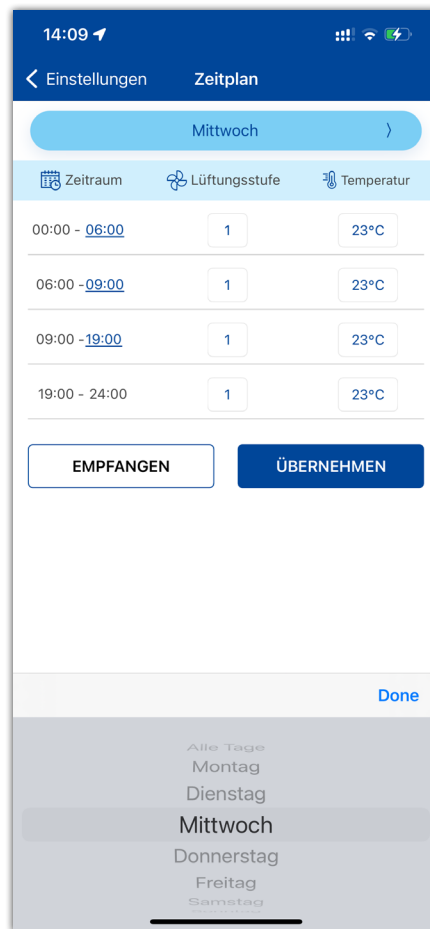 14:09
Einstellungen Zeitplan
Mittwoch
Zeitraum Lüftungsstufe Temperatur
00:00 - 06:00 1 23°C
06:00 -09:00 1 23°C
09:00 -19:00 1 23°C
19:00 - 24:00 1 23°C
EMPFANGEN ÜBERNEHMEN
Done
Alle Tage
Montag
Dienstag
Mittwoch
Donnerstag
Freitag
Samstag